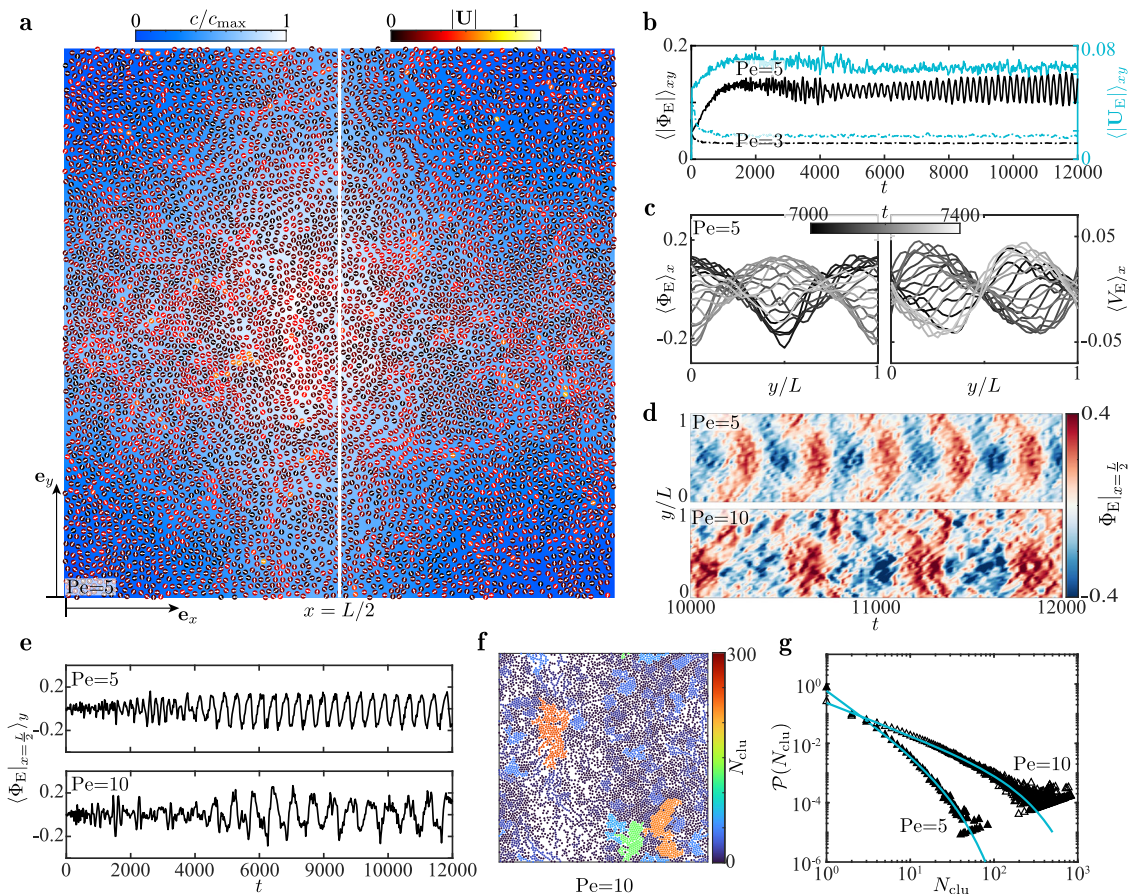 a
c/c_max
0 1
|U|
0 1
Pe=5
e_y
e_x
x = L/2
b
0.2
0
⟨|Φ_E|⟩_xy
Pe=5
Pe=3
0.08
0
⟨|U_E|⟩_xy
0 2000 4000 6000 8000 10000 12000
t
c
t
7000 7400
Pe=5
0.2
-0.2
⟨Φ_E⟩_x
0.05
-0.05
⟨V_E⟩_x
0 1 0 1
y/L y/L
d
Pe=5
1
0
Pe=10
1
0
y/L
10000 11000 12000
t
0.4
-0.4
Φ_E|_{x=L/2}
e
Pe=5
0.2
-0.2
Pe=10
0.2
-0.2
⟨Φ_E|_{x=L/2}⟩_y
0 2000 4000 6000 8000 10000 12000
t
f
300
0
N_clu
Pe=10
g
10^0
10^-2
10^-4
10^-6
P(N_clu)
Pe=10
Pe=5
10^0 10^1 10^2 10^3
N_clu